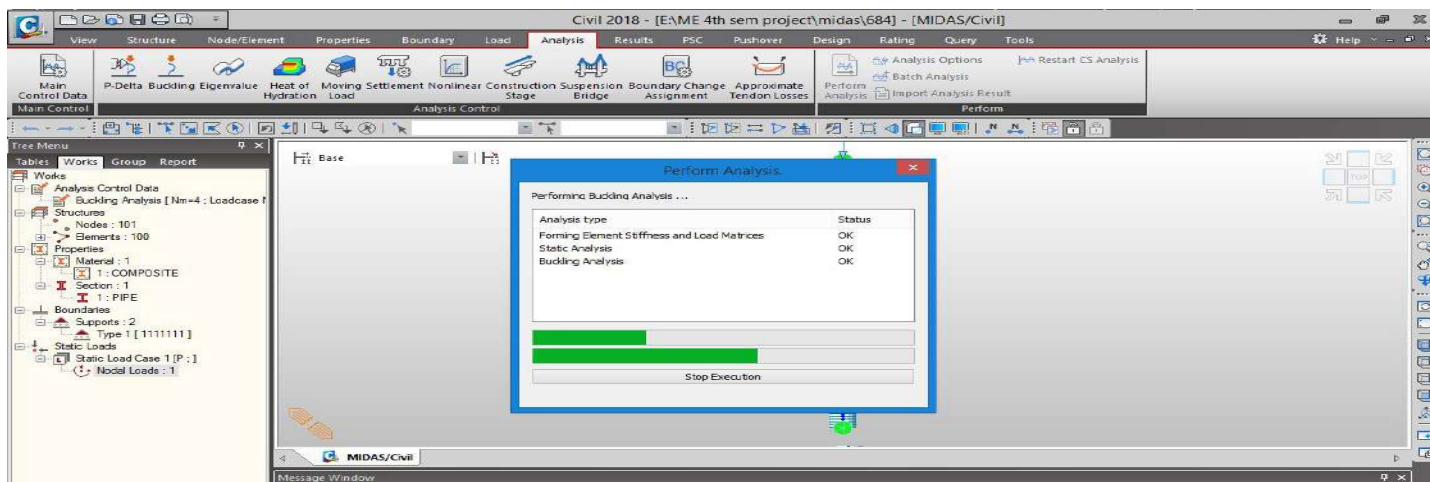 Civil 2018 - [E:\ME 4th sem project\midas\684] - [MIDAS/Civil]
View Structure Node/Element Properties Boundary Load Analysis Results PSC Pushover Design Rating Query Tools Help
Main Control Data
P-Delta Buckling Eigenvalue Heat of Hydration Moving Load Settlement Nonlinear Construction Stage Suspension Bridge Boundary Change Assignment Approximate Tendon Losses
Perform Analysis
Analysis Options
Batch Analysis
Import Analysis Result
Restart CS Analysis
Main Control Analysis Control Perform
Tree Menu
Tables Works Group Report
Works
Analysis Control Data
Buckling Analysis [ Nm=4 ; Loadcase
Structures
Nodes : 101
Elements : 100
Properties
Material : 1
1 : COMPOSITE
Section : 1
1 : PIPE
Boundaries
Supports : 2
Type 1 [ 1111111 ]
Static Loads
Static Load Case 1 [P ; ]
Nodal Loads : 1
Base
TOP
Perform Analysis.
Performing Buckling Analysis ...
Analysis type Status
Forming Element Stiffness and Load Matrices OK
Static Analysis OK
Buckling Analysis OK
Stop Execution
MIDAS/Civil
Message Window